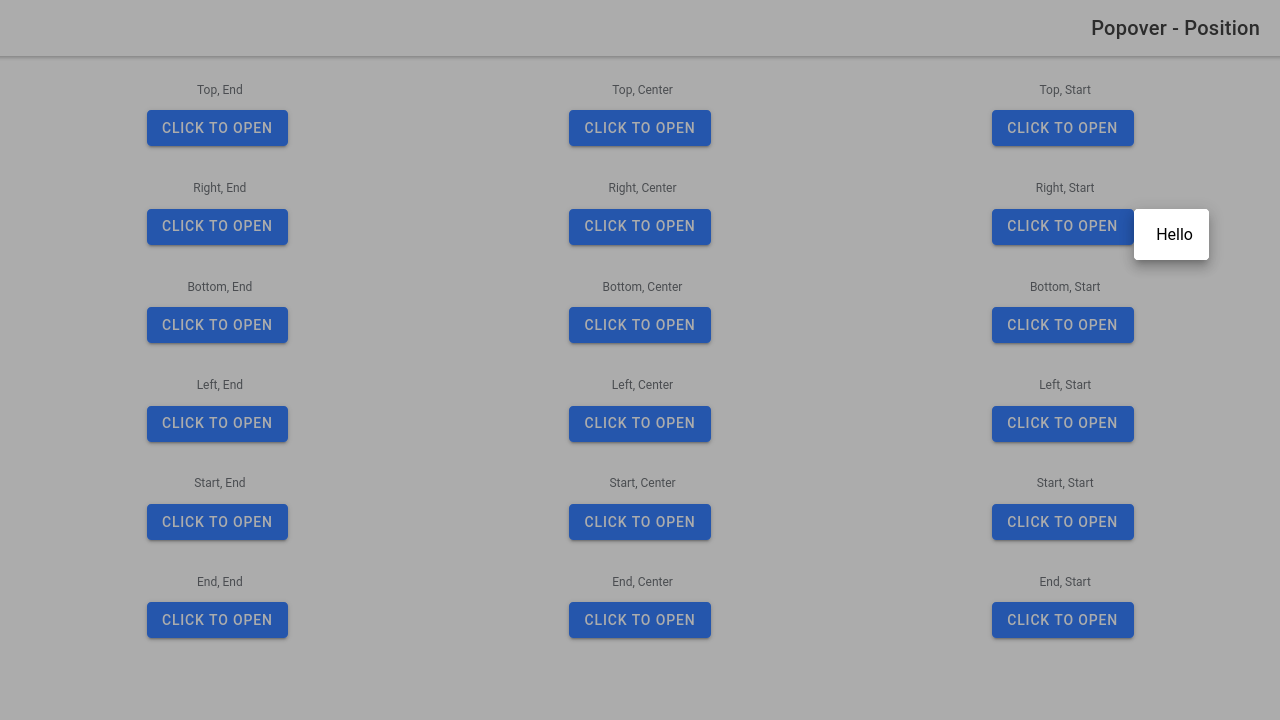 Popover - Position
Top, End
Top, Center
Top, Start
CLICK TO OPEN
CLICK TO OPEN
CLICK TO OPEN
Right, End
Right, Center
Right, Start
CLICK TO OPEN
CLICK TO OPEN
CLICK TO OPEN
Hello
Bottom, End
Bottom, Center
Bottom, Start
CLICK TO OPEN
CLICK TO OPEN
CLICK TO OPEN
Left, End
Left, Center
Left, Start
CLICK TO OPEN
CLICK TO OPEN
CLICK TO OPEN
Start, End
Start, Center
Start, Start
CLICK TO OPEN
CLICK TO OPEN
CLICK TO OPEN
End, End
End, Center
End, Start
CLICK TO OPEN
CLICK TO OPEN
CLICK TO OPEN